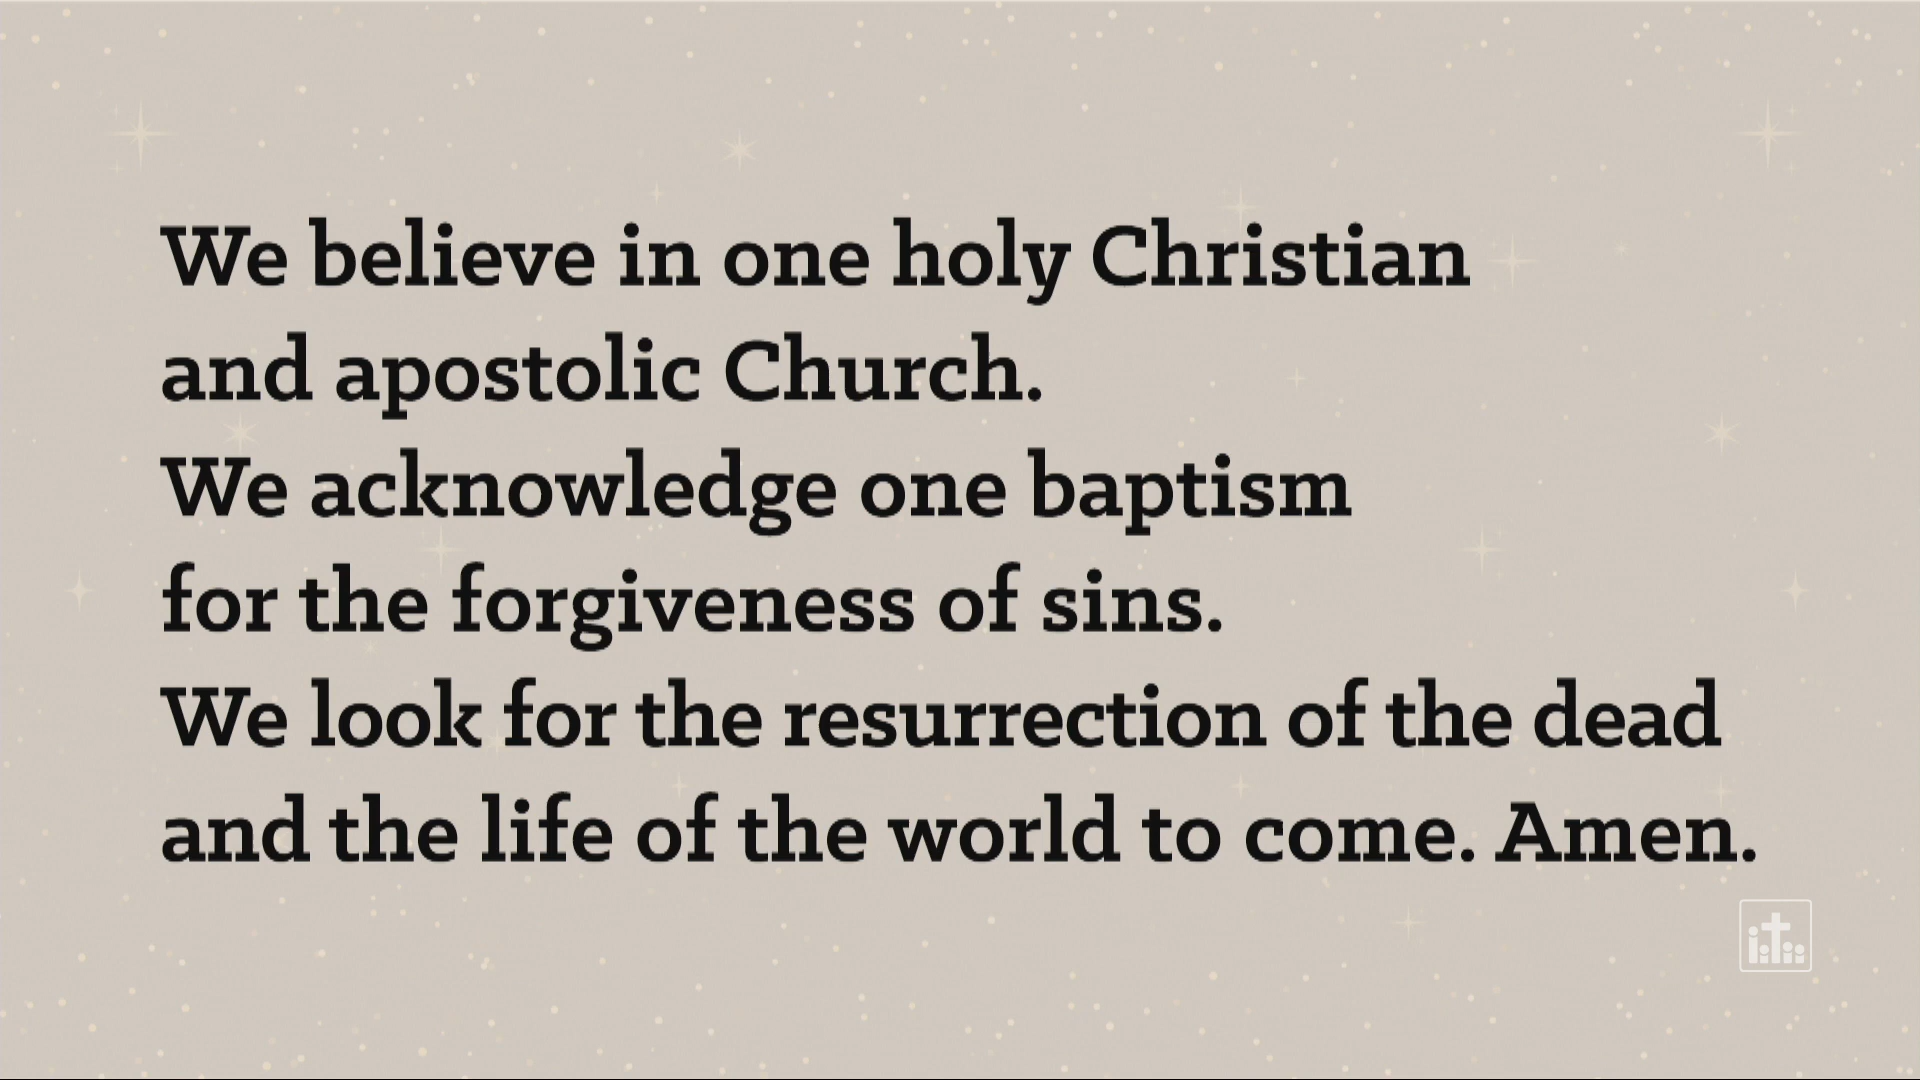 We believe in one holy Christian
and apostolic Church.
We acknowledge one baptism
for the forgiveness of sins.
We look for the resurrection of the dead
and the life of the world to come. Amen.